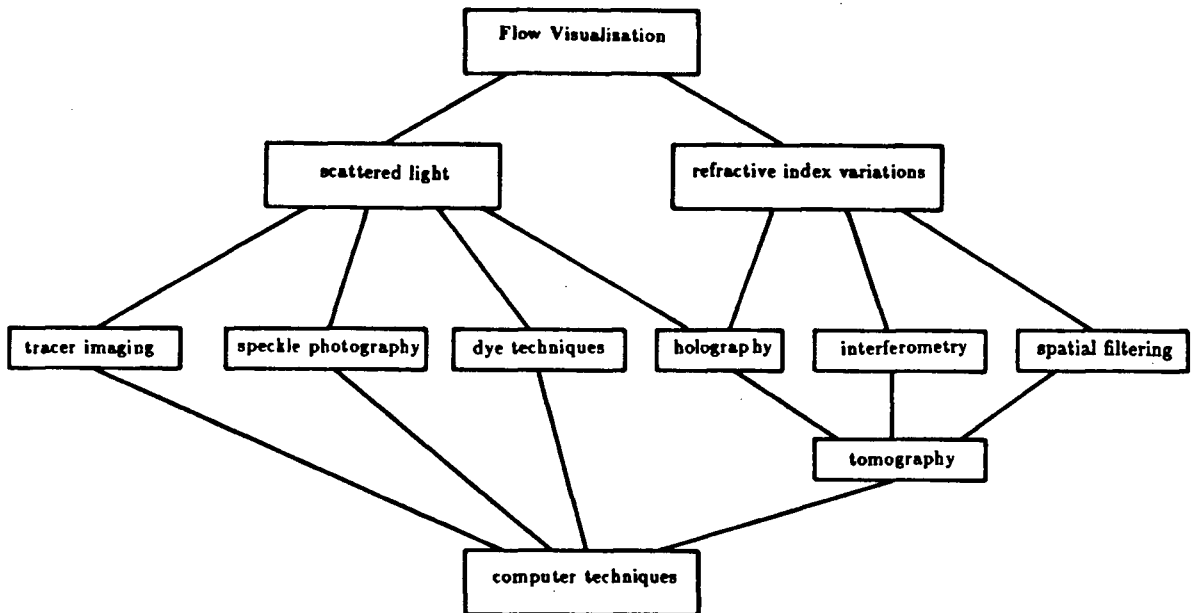 Flow Visualisation
scattered light
refractive index variations
tracer imaging
speckle photography
dye techniques
holography
interferometry
spatial filtering
tomography
computer techniques